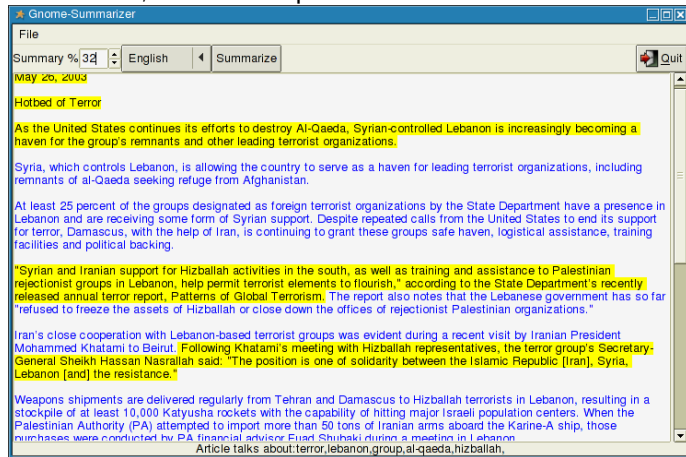 Gnome-Summarizer
File
Summary % 32 English Summarize Quit
May 26, 2003
Hotbed of Terror
As the United States continues its efforts to destroy Al-Qaeda, Syrian-controlled Lebanon is increasingly becoming a
haven for the group's remnants and other leading terrorist organizations.
Syria, which controls Lebanon, is allowing the country to serve as a haven for leading terrorist organizations, including
remnants of al-Qaeda seeking refuge from Afghanistan.
At least 25 percent of the groups designated as foreign terrorist organizations by the State Department have a presence in
Lebanon and are receiving some form of Syrian support. Despite repeated calls from the United States to end its support
for terror, Damascus, with the help of Iran, is continuing to grant these groups safe haven, logistical assistance, training
facilities and political backing.
"Syrian and Iranian support for Hizballah activities in the south, as well as training and assistance to Palestinian
rejectionist groups in Lebanon, help permit terrorist elements to flourish," according to the State Department's recently
released annual terror report, Patterns of Global Terrorism. The report also notes that the Lebanese government has so far
"refused to freeze the assets of Hizballah or close down the offices of rejectionist Palestinian organizations."
Iran's close cooperation with Lebanon-based terrorist groups was evident during a recent visit by Iranian President
Mohammed Khatami to Beirut. Following Khatami's meeting with Hizballah representatives, the terror group's Secretary-
General Sheikh Hassan Nasrallah said: "The position is one of solidarity between the Islamic Republic [Iran], Syria,
Lebanon [and] the resistance."
Weapons shipments are delivered regularly from Tehran and Damascus to Hizballah terrorists in Lebanon, resulting in a
stockpile of at least 10,000 Katyusha rockets with the capability of hitting major Israeli population centers. When the
Palestinian Authority (PA) attempted to import more than 50 tons of Iranian arms aboard the Karine-A ship, those
purchases were conducted by PA financial advisor Fuad Shubaki during a meeting in Lebanon.
Article talks about:terror,lebanon,group,al-qaeda,hizballah,